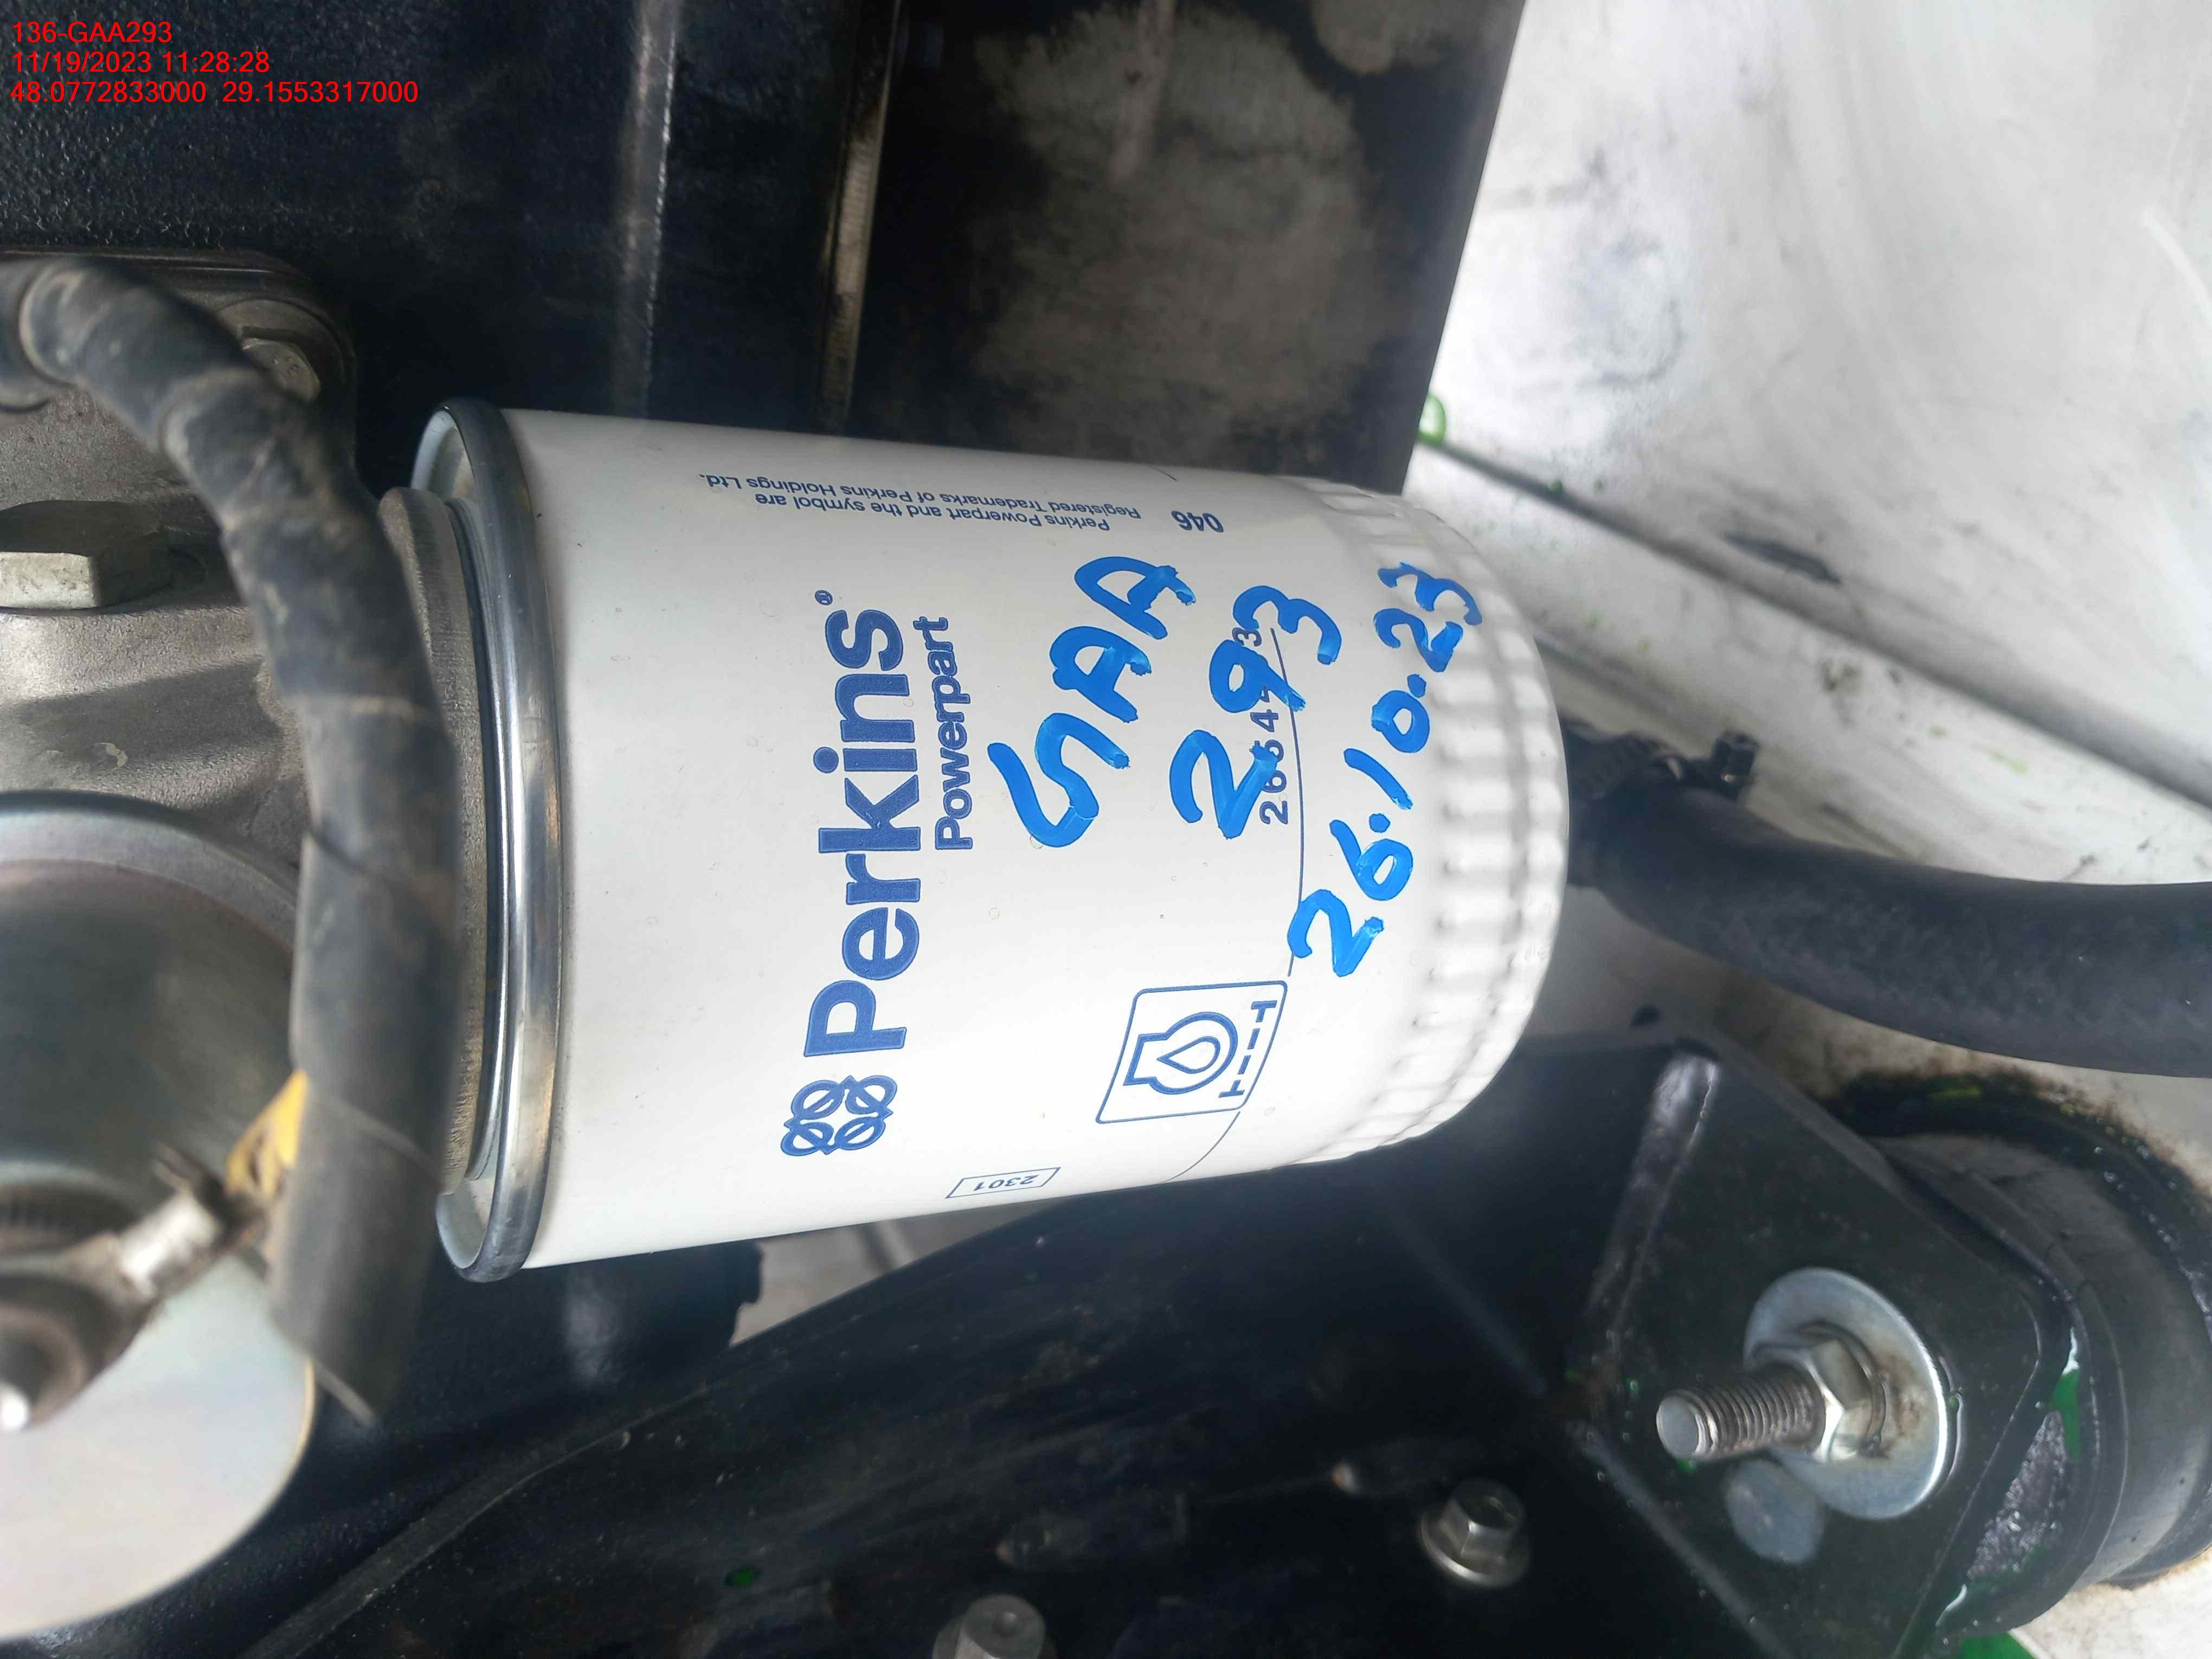 136-GAA293
11/19/2023 11:28:28
48.0772833000 29.1553317000
Perkins Powerpart and the symbol are
Registered Trademarks of Perkins Holdings Ltd.
046
Perkins®
Powerpart
GAA
293
26.10.23
2301